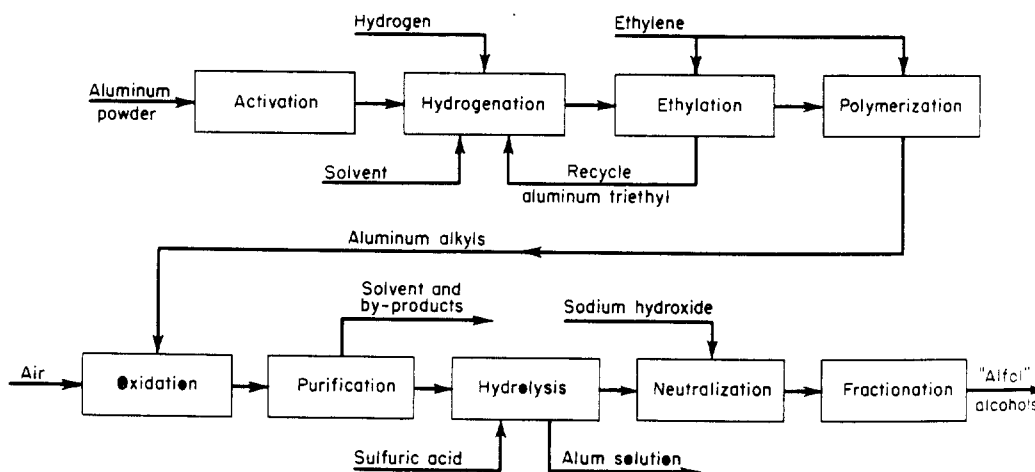 Hydrogen
Ethylene
Aluminum
powder
Activation
Hydrogenation
Ethylation
Polymerization
Solvent
Recycle
aluminum triethyl
Aluminum alkyls
Solvent and
by-products
Sodium hydroxide
Air
Oxidation
Purification
Hydrolysis
Neutralization
Fractionation
"Alfol"
alcohols
Sulfuric acid
Alum solution